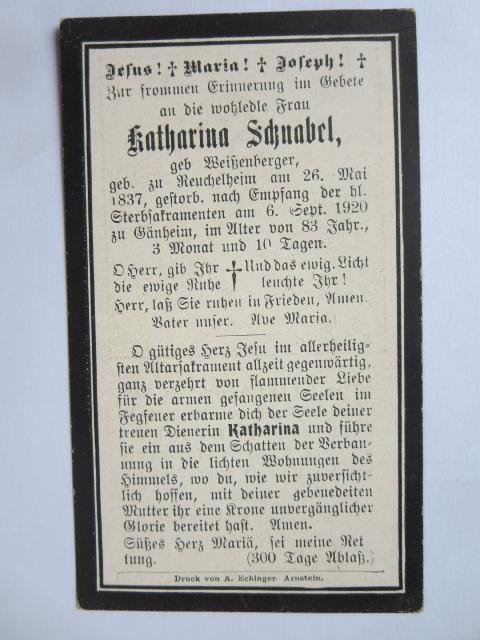 Jesus! † Maria! † Joseph! †
Zur frommen Erinnerung im Gebete
an die wohledle Frau
Katharina Schnabel,
geb Weißenberger,
geb. zu Reuchelheim am 26. Mai
1837, gestorb. nach Empfang der hl.
Sterbsakramenten am 6. Sept. 1920
zu Gänheim, im Alter von 83 Jahr.,
3 Monat und 10 Tagen.
O Herr, gib Ihr † Und das ewig. Licht
die ewige Ruhe leuchte Ihr!
Herr, laß Sie ruhen in Frieden, Amen.
Vater unser. Ave Maria.
O gütiges Herz Jesu im allerheilig-
sten Altarsakrament allzeit gegenwärtig,
ganz verzehrt von flammender Liebe
für die armen gefangenen Seelen im
Fegfeuer erbarme dich der Seele deiner
treuen Dienerin Katharina und führe
sie ein aus dem Schatten der Verban-
nung in die lichten Wohnungen des
Himmels, wo du, wie wir zuversicht-
lich hoffen, mit deiner gebenedeiten
Mutter ihr eine Krone unvergänglicher
Glorie bereitet hast. Amen.
Süßes Herz Mariä, sei meine Ret
tung. (300 Tage Ablaß.)
Druck von A. Echinger Arnstein.